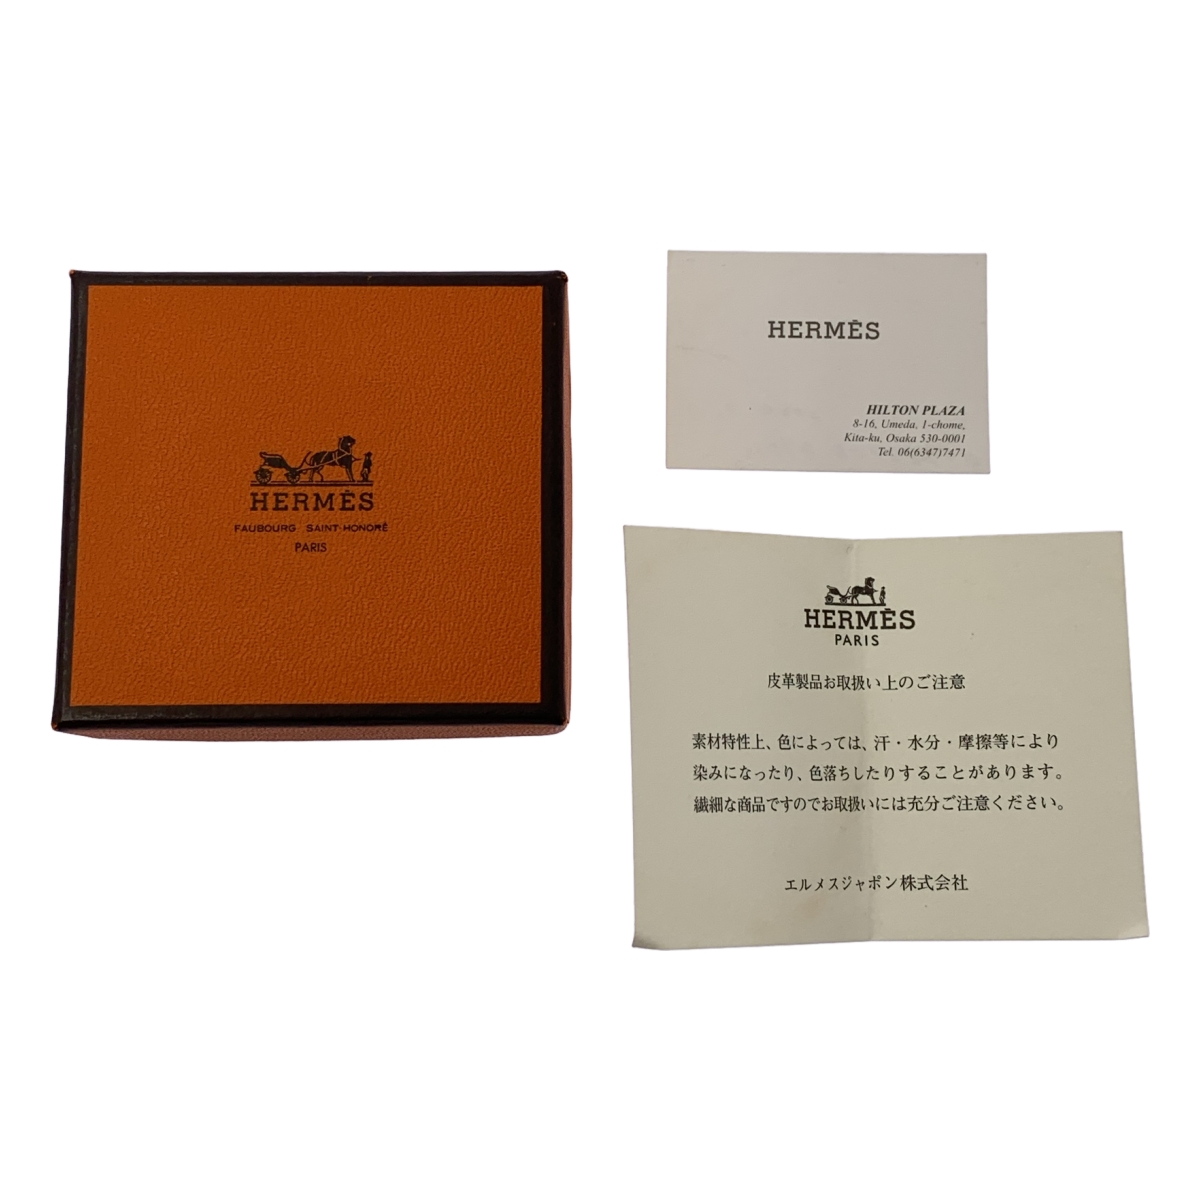 HERMÈS
FAUBOURG SAINT-HONORÉ
PARIS
HERMÈS
HILTON PLAZA
8-16, Umeda, 1-chome,
Kita-ku, Osaka 530-0001
Tel. 06(6347)7471
HERMÈS
PARIS
皮革製品お取扱い上のご注意
素材特性上、色によっては、汗・水分・摩擦等により
染みになったり、色落ちしたりすることがあります。
繊細な商品ですのでお取扱いには充分ご注意ください。
エルメスジャポン株式会社